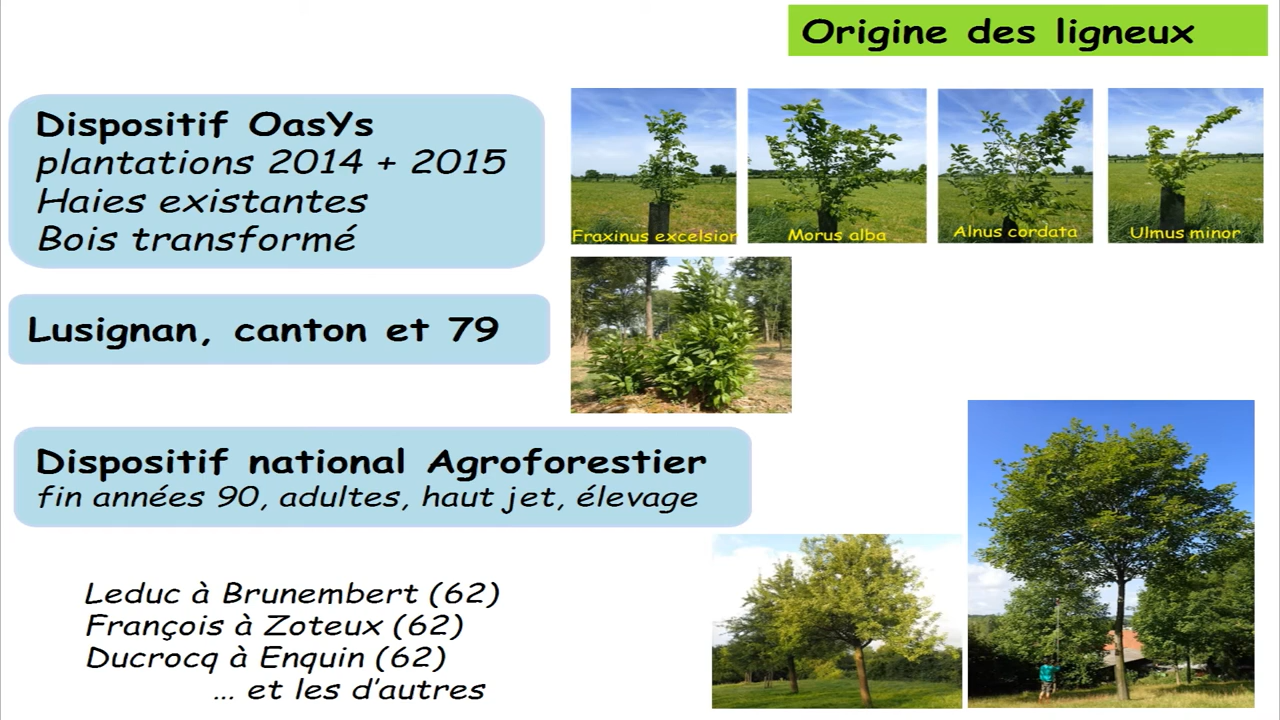 Origine des ligneux
Dispositif OasYs
plantations 2014 + 2015
Haies existantes
Bois transformé
Fraxinus excelsior
Morus alba
Alnus cordata
Ulmus minor
Lusignan, canton et 79
Dispositif national Agroforestier
fin années 90, adultes, haut jet, élevage
Leduc à Brunembert (62)
François à Zoteux (62)
Ducrocq à Enquin (62)
... et les d'autres